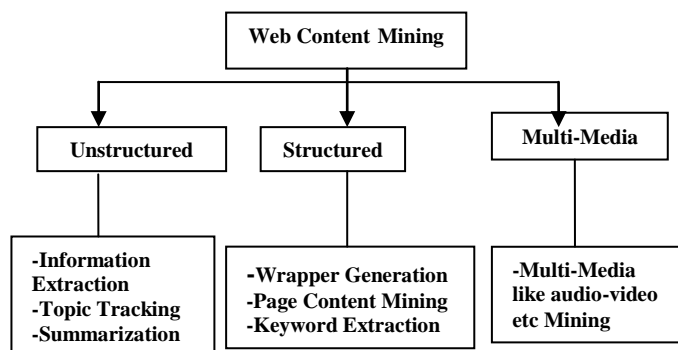 Web Content Mining
Unstructured
Structured
Multi-Media
-Information
Extraction
-Topic Tracking
-Summarization
-Wrapper Generation
-Page Content Mining
-Keyword Extraction
-Multi-Media
like audio-video
etc Mining